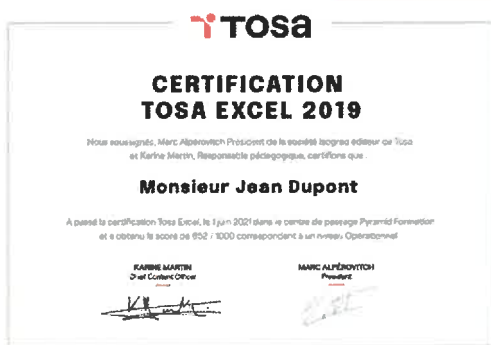 TOSA
CERTIFICATION
TOSA EXCEL 2019
Nous soussignés, Marc Alpérovitch Président de la société Isograd éditeur de Tosa
et Karine Martin, Responsable pédagogique, certifions que
Monsieur Jean Dupont
A passé la certification Tosa Excel, le 1 juin 2021 dans le centre de passage Pyramid Formation
et a obtenu le score de 652 / 1000 correspondant à un niveau Opérationnel
KARINE MARTIN
Chief Content Officer
MARC ALPÉROVITCH
President